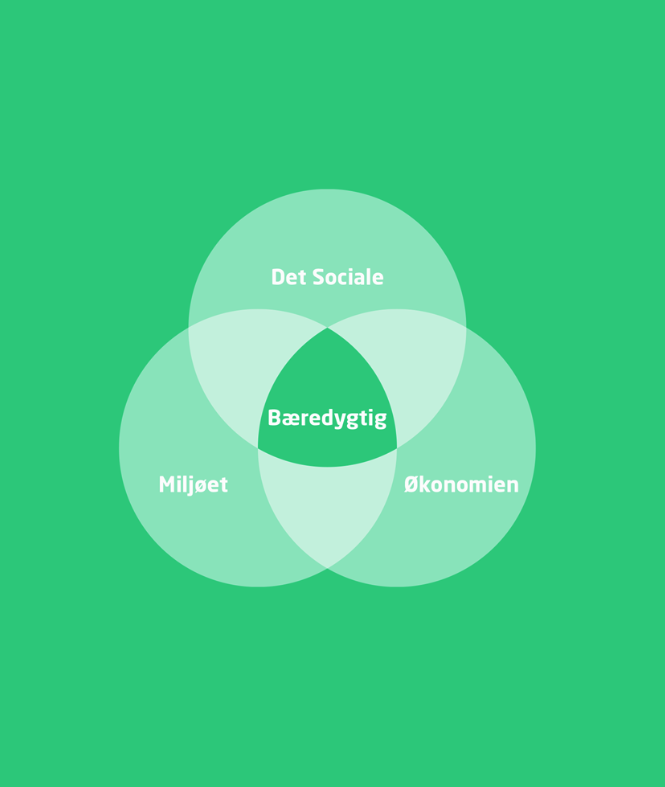 Det Sociale
Bæredygtig
Miljøet
Økonomien